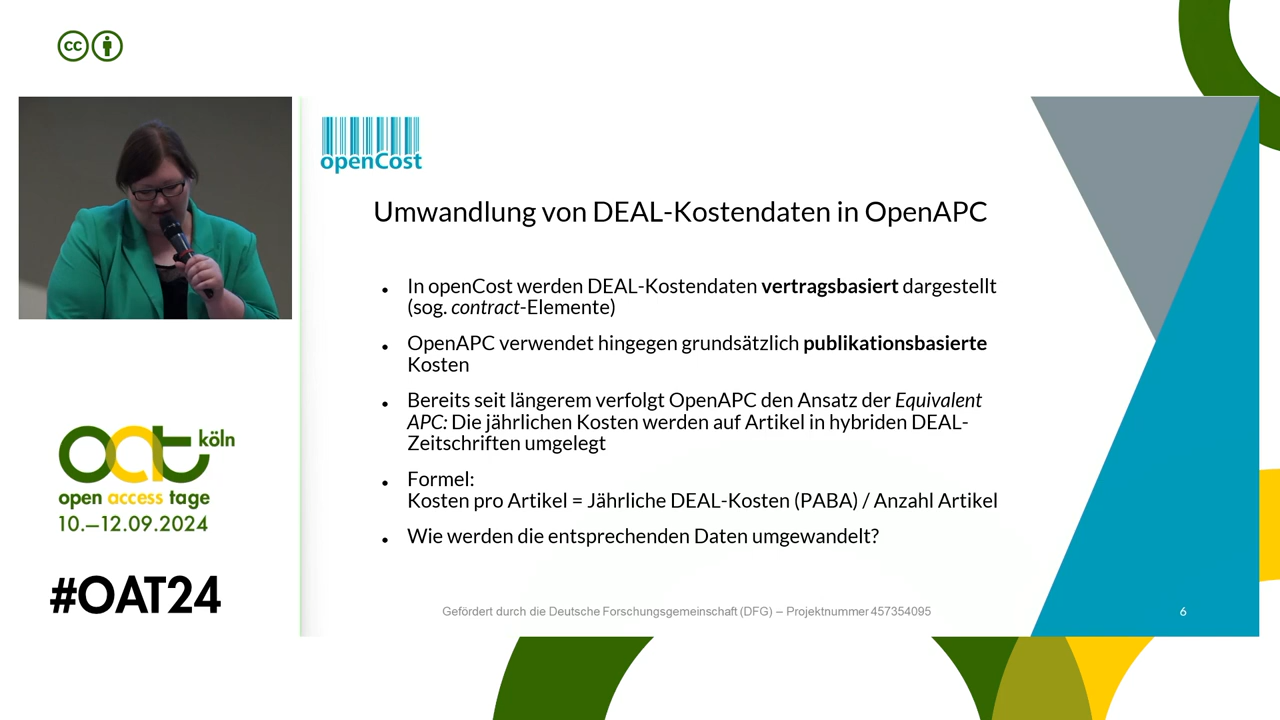 cc
openCost
Umwandlung von DEAL-Kostendaten in OpenAPC
In openCost werden DEAL-Kostendaten vertragsbasiert dargestellt
(sog. contract-Elemente)
OpenAPC verwendet hingegen grundsätzlich publikationsbasierte
Kosten
Bereits seit längerem verfolgt OpenAPC den Ansatz der Equivalent
APC: Die jährlichen Kosten werden auf Artikel in hybriden DEAL-
Zeitschriften umgelegt
Formel:
Kosten pro Artikel = Jährliche DEAL-Kosten (PABA) / Anzahl Artikel
Wie werden die entsprechenden Daten umgewandelt?
Gefördert durch die Deutsche Forschungsgemeinschaft (DFG) – Projektnummer 457354095
6
oat köln
open access tage
10.–12.09.2024
#OAT24